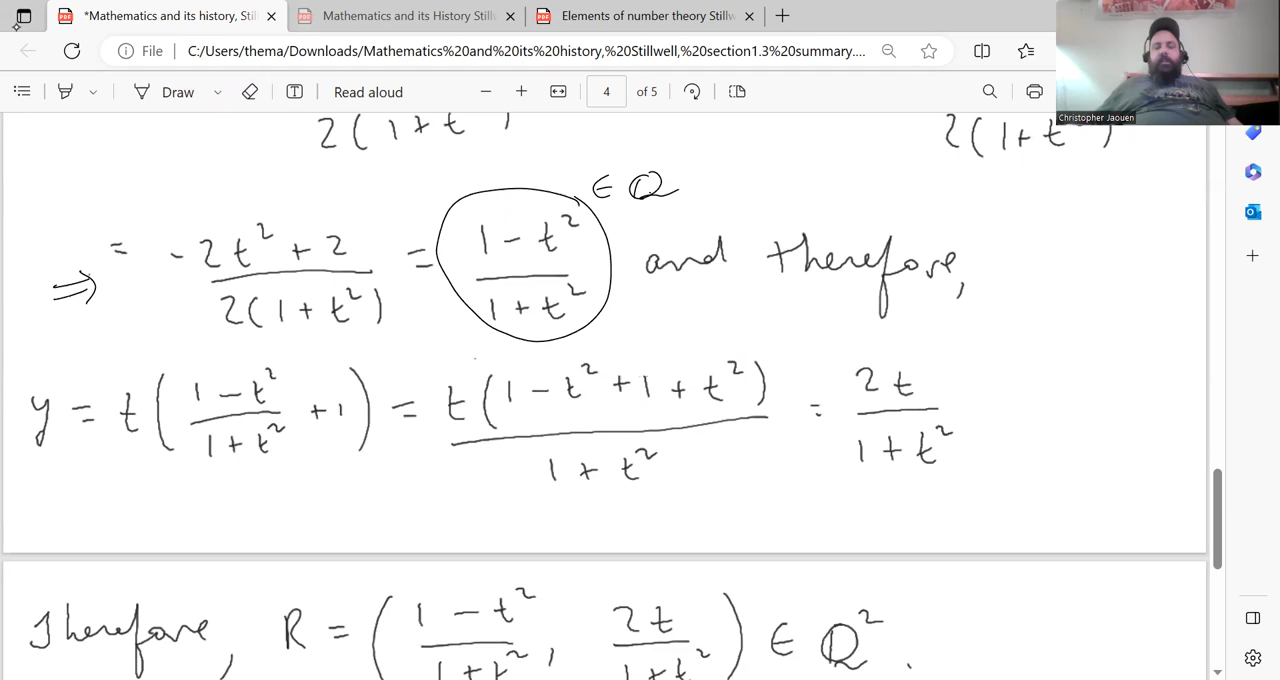 *Mathematics and its history, Stil
Mathematics and its History Still
Elements of number theory Stillw
File
C:/Users/thema/Downloads/Mathematics%20and%20its%20history,%20Stillwell,%20section1.3%20summary....
Draw
Read aloud
4 of 5
Christopher Jaouen
2(1+t 2(1+t )
∈ Q
⇒ = -2t²+2 / 2(1+t²) = 1-t² / 1+t² and therefore,
y = t(1-t² / 1+t² + 1) = t(1-t²+1+t²) / 1+t² = 2t / 1+t²
Therefore, R = (1-t² / 1+t², 2t / 1+t²) ∈ Q².